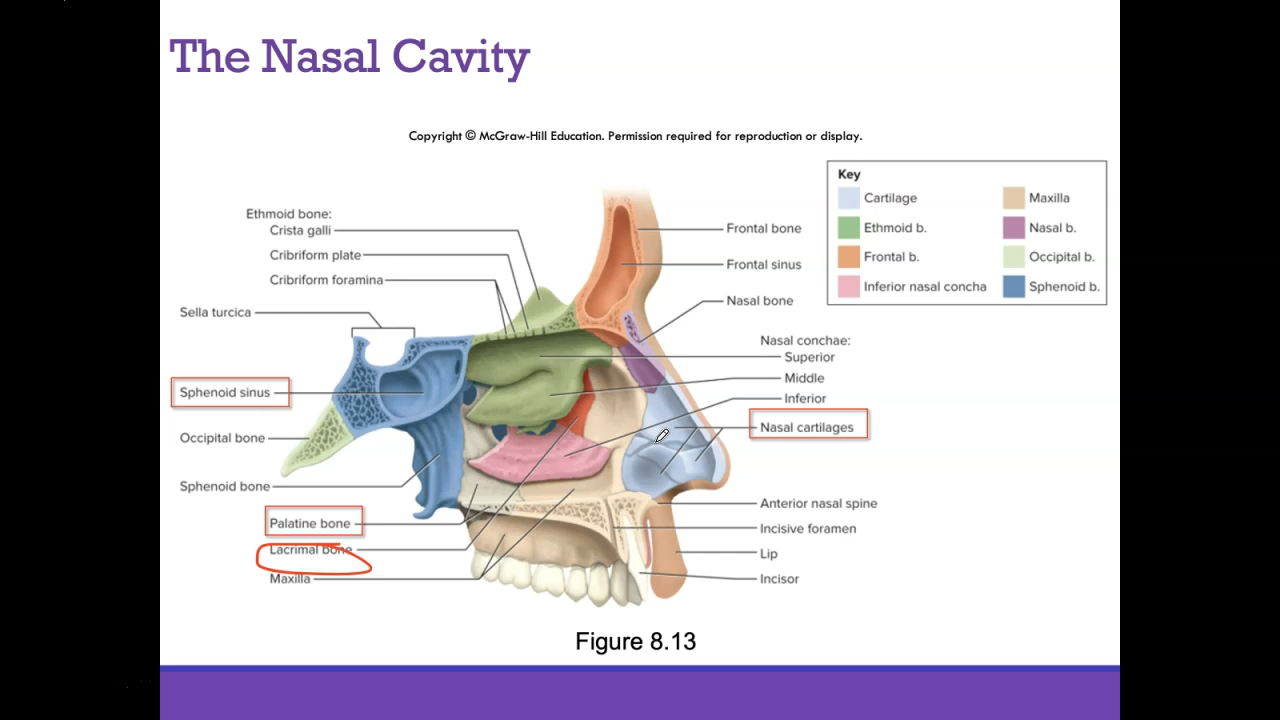 The Nasal Cavity
Copyright © McGraw-Hill Education. Permission required for reproduction or display.
Ethmoid bone:
Crista galli
Cribriform plate
Cribriform foramina
Sella turcica
Sphenoid sinus
Occipital bone
Sphenoid bone
Palatine bone
Lacrimal bone
Maxilla
Frontal bone
Frontal sinus
Nasal bone
Nasal conchae:
Superior
Middle
Inferior
Nasal cartilages
Anterior nasal spine
Incisive foramen
Lip
Incisor
Key
Cartilage
Ethmoid b.
Frontal b.
Inferior nasal concha
Maxilla
Nasal b.
Occipital b.
Sphenoid b.
Figure 8.13